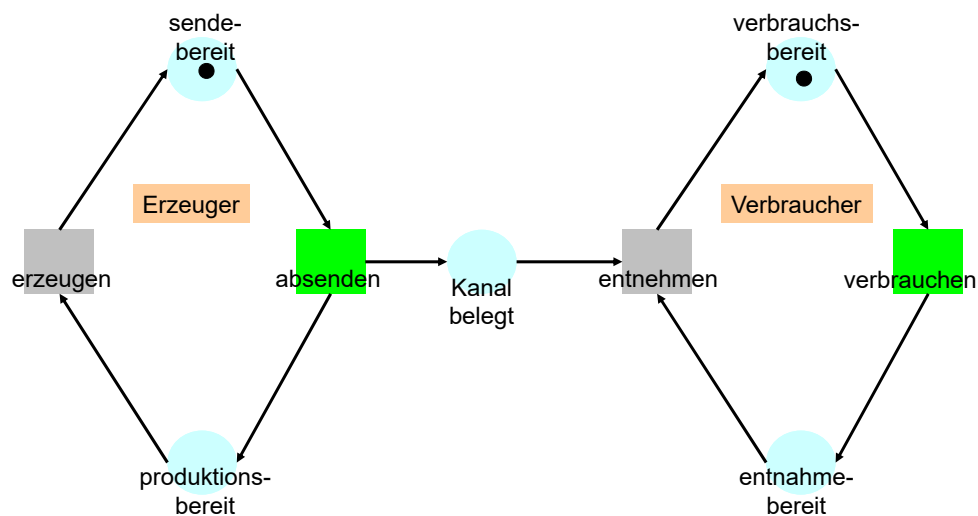 sende-
bereit
verbrauchs-
bereit
Erzeuger
Verbraucher
erzeugen
absenden
Kanal
belegt
entnehmen
verbrauchen
produktions-
bereit
entnahme-
bereit